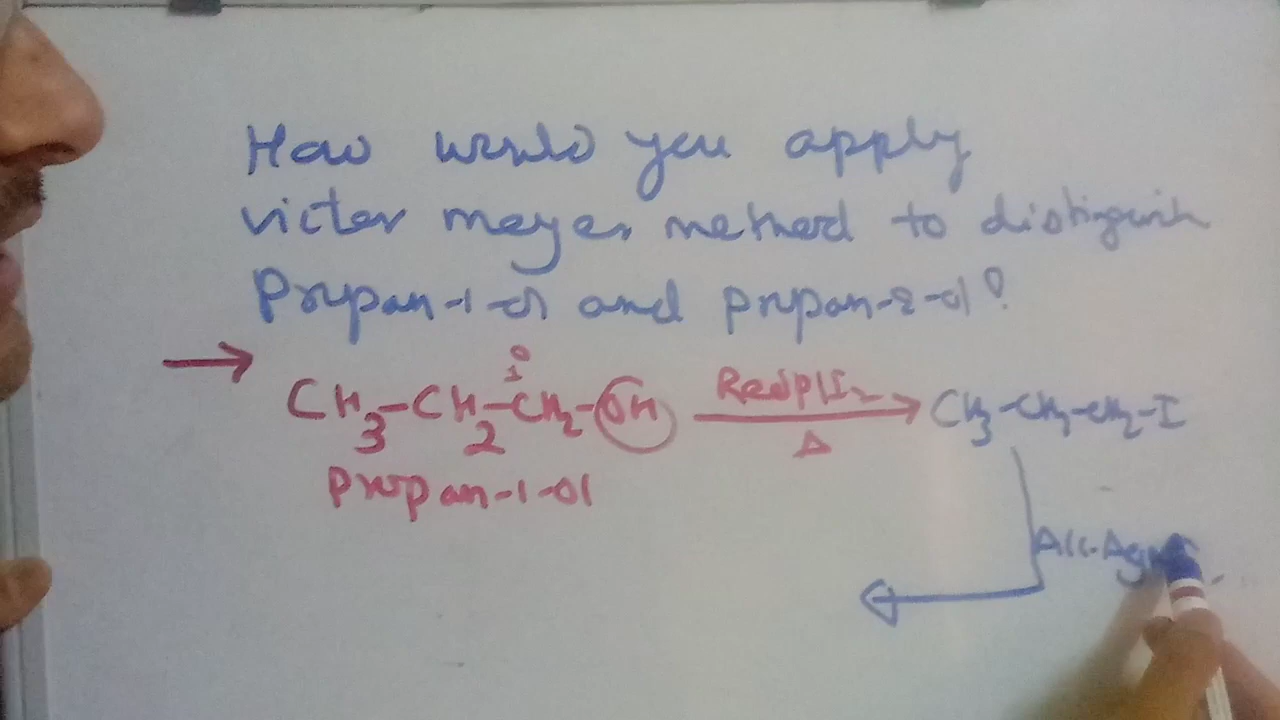 How would you apply
victor meyer method to distinguish
Propan-1-ol and propan-2-ol?
→ CH3-CH2-CH2-OH Red P/I2 Δ → CH3-CH2-CH2-I
1°
propan-1-ol
Alc.